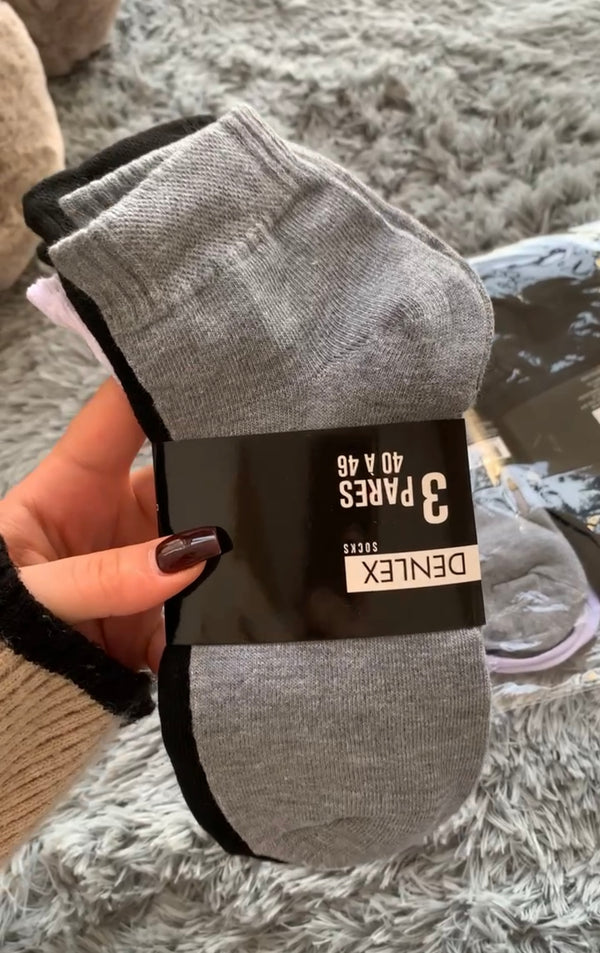 DENLEX
SOCKS
3 PARES
40 À 46